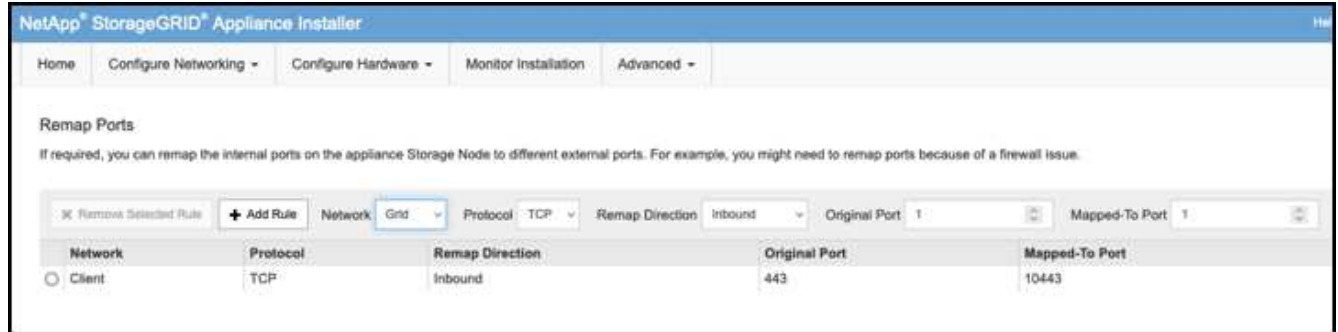 NetApp® StorageGRID® Appliance Installer
Home Configure Networking Configure Hardware Monitor Installation Advanced
Remap Ports
If required, you can remap the internal ports on the appliance Storage Node to different external ports. For example, you might need to remap ports because of a firewall issue.
Remove Selected Rule Add Rule Network Grid Protocol TCP Remap Direction Inbound Original Port 1 Mapped-To Port 1
Network Protocol Remap Direction Original Port Mapped-To Port
Client TCP Inbound 443 10443